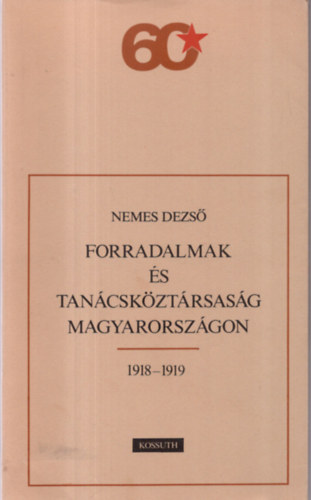 60
NEMES DEZSŐ
FORRADALMAK
ÉS
TANÁCSKÖZTÁRSASÁG
MAGYARORSZÁGON
1918–1919
KOSSUTH